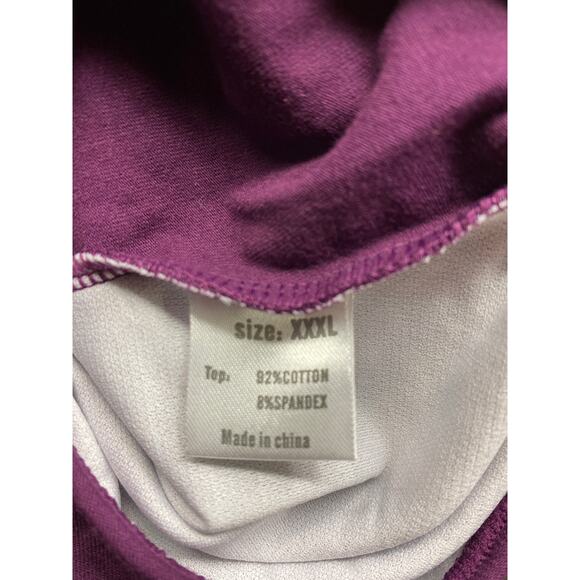 size: XXXL
Top: 92%COTTON
8%SPANDEX
Made in china